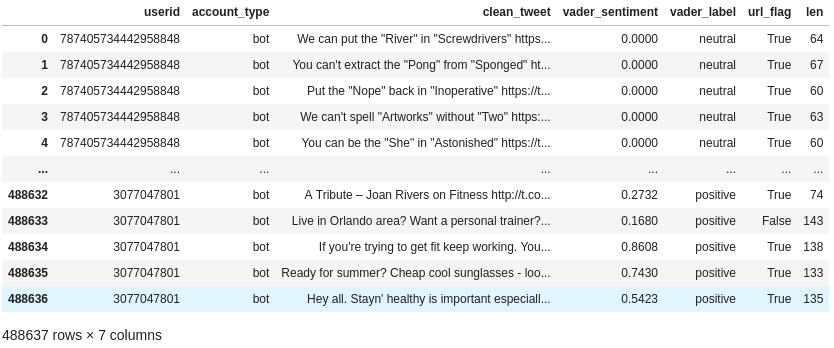 userid account_type clean_tweet vader_sentiment vader_label url_flag len
0 787405734442958848 bot We can put the "River" in "Screwdrivers" https... 0.0000 neutral True 64
1 787405734442958848 bot You can't extract the "Pong" from "Sponged" ht... 0.0000 neutral True 67
2 787405734442958848 bot Put the "Nope" back in "Inoperative" https://t... 0.0000 neutral True 60
3 787405734442958848 bot We can't spell "Artworks" without "Two" https:... 0.0000 neutral True 63
4 787405734442958848 bot You can be the "She" in "Astonished" https://t... 0.0000 neutral True 60
... ... ... ... ... ... ... ...
488632 3077047801 bot A Tribute – Joan Rivers on Fitness http://t.co... 0.2732 positive True 74
488633 3077047801 bot Live in Orlando area? Want a personal trainer?... 0.1680 positive False 143
488634 3077047801 bot If you're trying to get fit keep working. You... 0.8608 positive True 138
488635 3077047801 bot Ready for summer? Cheap cool sunglasses - loo... 0.7430 positive True 133
488636 3077047801 bot Hey all. Stayn' healthy is important especiall... 0.5423 positive True 135
488637 rows × 7 columns